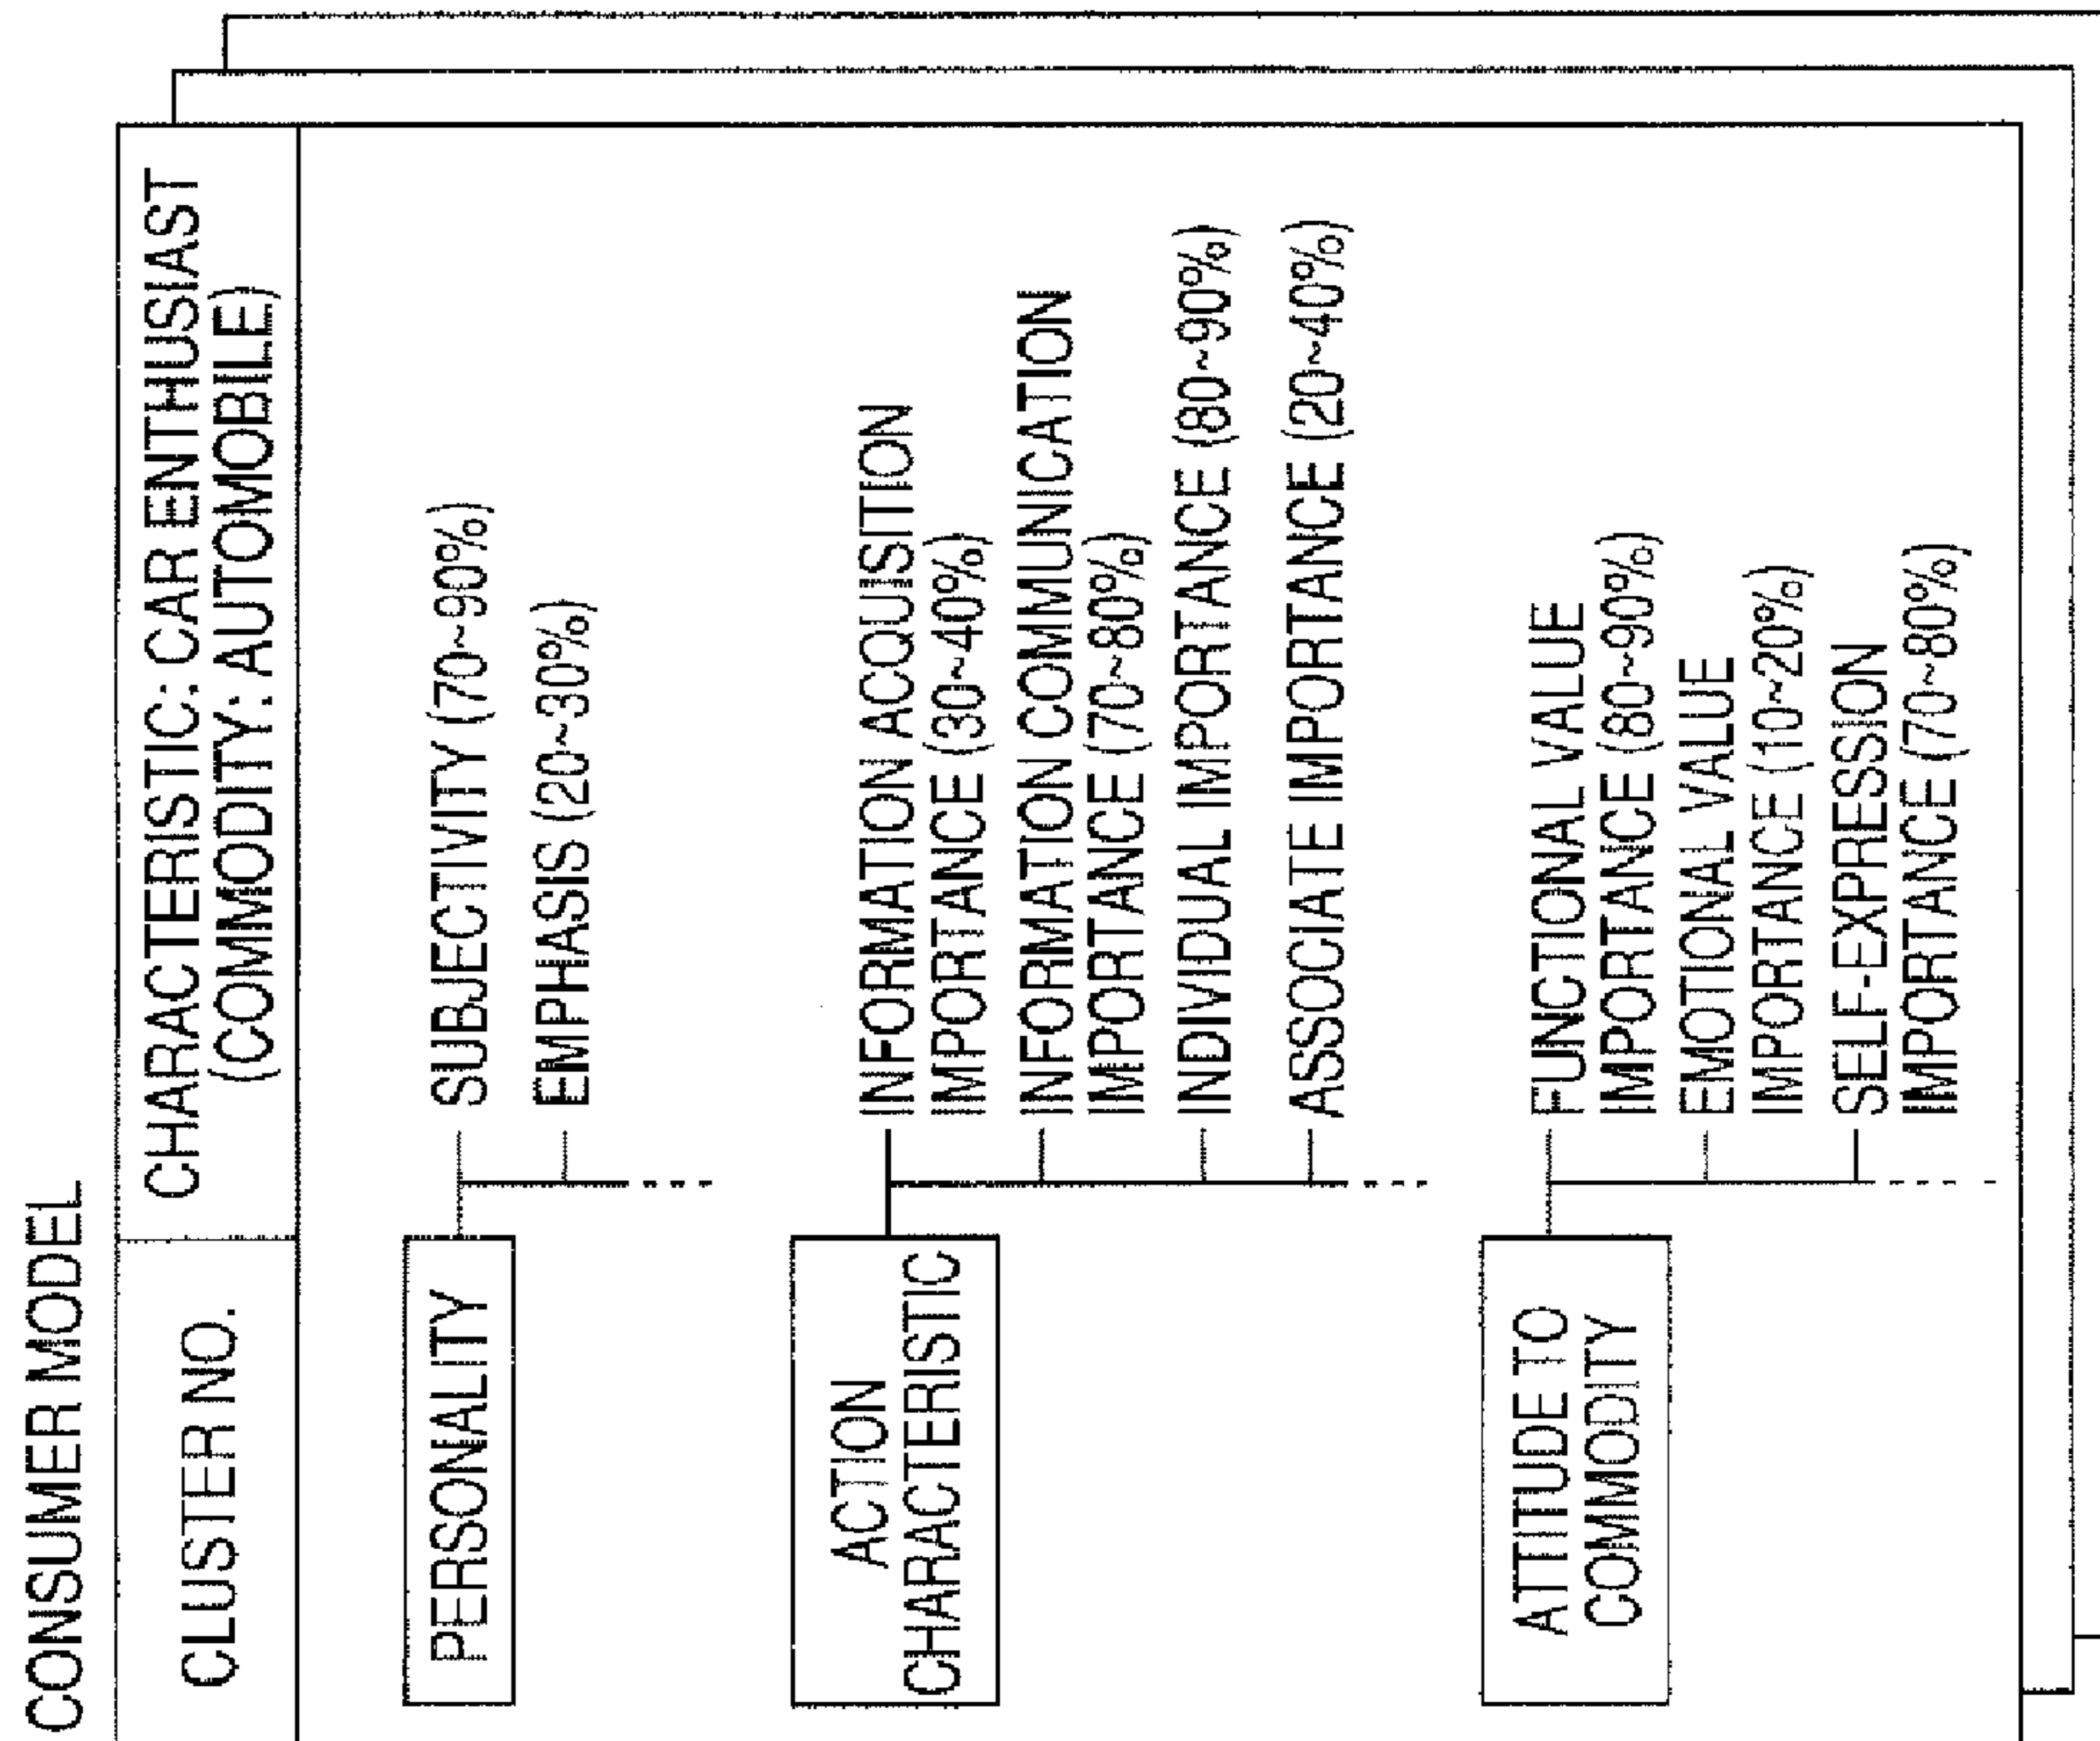 CONSUMER MODEL
CLUSTER NO.
CHARACTERISTIC: CAR ENTHUSIAST
(COMMODITY: AUTOMOBILE)
PERSONALITY
SUBJECTIVITY (70~90%)
EMPHASIS (20~30%)
ACTION
CHARACTERISTIC
INFORMATION ACQUISITION
IMPORTANCE (30~40%)
INFORMATION COMMUNICATION
IMPORTANCE (70~80%)
INDIVIDUAL IMPORTANCE (80~90%)
ASSOCIATE IMPORTANCE (20~40%)
ATTITUDE TO
COMMODITY
FUNCTIONAL VALUE
IMPORTANCE (80~90%)
EMOTIONAL VALUE
IMPORTANCE (10~20%)
SELF-EXPRESSION
IMPORTANCE (70~80%)